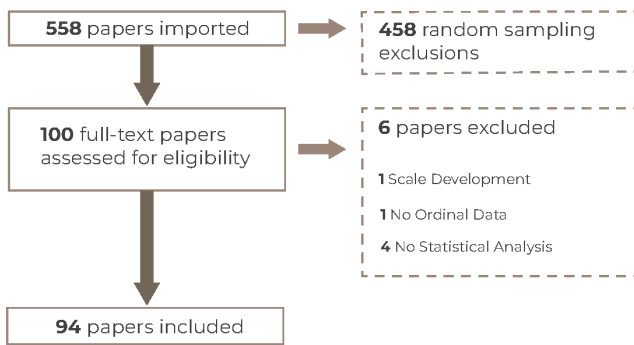 558 papers imported
458 random sampling
exclusions
100 full-text papers
assessed for eligibility
6 papers excluded
1 Scale Development
1 No Ordinal Data
4 No Statistical Analysis
94 papers included